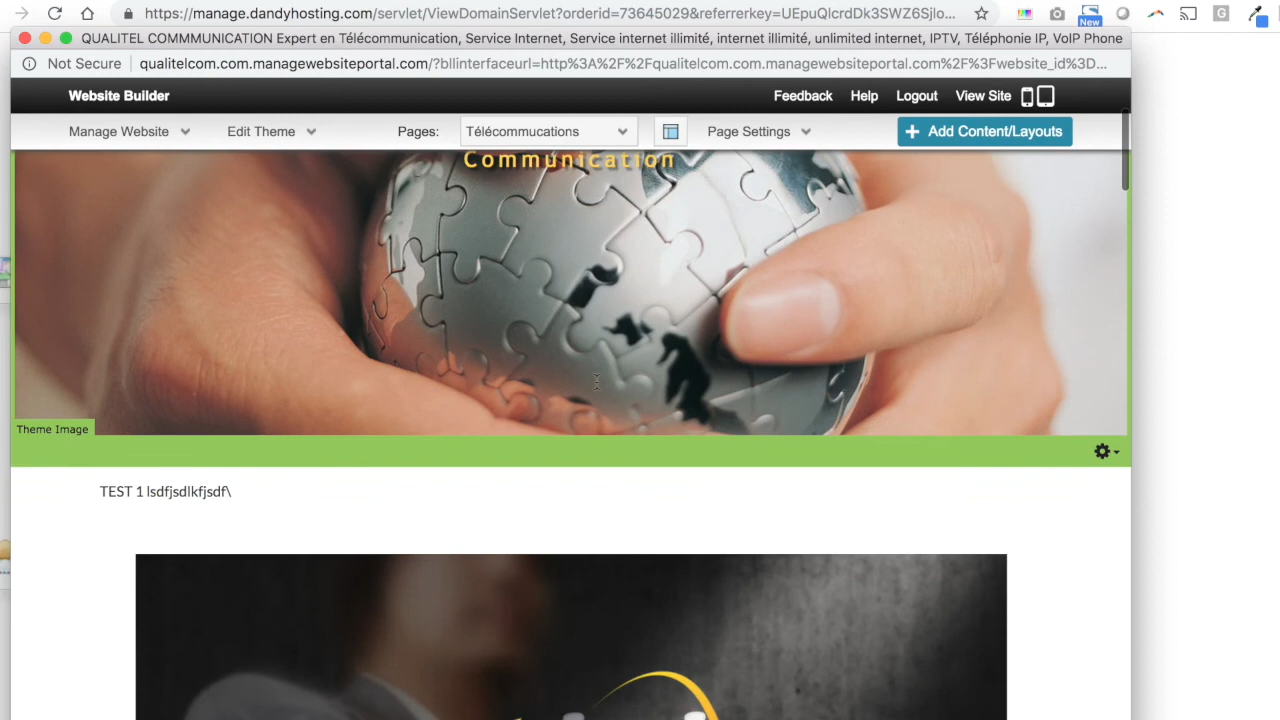 https://manage.dandyhosting.com/servlet/ViewDomainServlet?orderid=73645029&referrerkey=UEpuQlcrdDk3SWZ6Sjlo...
New
G
QUALITEL COMMMUNICATION Expert en Télécommunication, Service Internet, Service internet illimité, internet illimité, unlimited internet, IPTV, Téléphonie IP, VoIP Phone
Not Secure
qualitelcom.com.managewebsiteportal.com/?bllinterfaceurl=http%3A%2F%2Fqualitelcom.com.managewebsiteportal.com%2F%3Fwebsite_id%3D...
Website Builder
Feedback
Help
Logout
View Site
Manage Website
Edit Theme
Pages:
Télécommucations
Page Settings
+ Add Content/Layouts
Communication
Theme Image
TEST 1 lsdfjsdlkfjsdf\